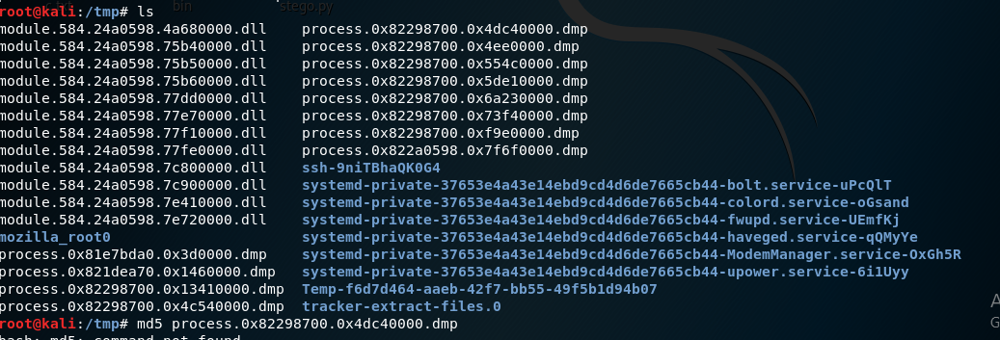 c.txt bin stego.py
root@kali:/tmp# ls
module.584.24a0598.4a680000.dll process.0x82298700.0x4dc40000.dmp
module.584.24a0598.75b40000.dll process.0x82298700.0x4ee0000.dmp
module.584.24a0598.75b50000.dll process.0x82298700.0x554c0000.dmp
module.584.24a0598.75b60000.dll process.0x82298700.0x5de10000.dmp
module.584.24a0598.77dd0000.dll process.0x82298700.0x6a230000.dmp
module.584.24a0598.77e70000.dll process.0x82298700.0x73f40000.dmp
module.584.24a0598.77f10000.dll process.0x82298700.0xf9e0000.dmp
module.584.24a0598.77fe0000.dll process.0x822a0598.0x7f6f0000.dmp
module.584.24a0598.7c800000.dll ssh-9niTBhaQK0G4
module.584.24a0598.7c900000.dll systemd-private-37653e4a43e14ebd9cd4d6de7665cb44-bolt.service-uPcQlT
module.584.24a0598.7e410000.dll systemd-private-37653e4a43e14ebd9cd4d6de7665cb44-colord.service-oGsand
module.584.24a0598.7e720000.dll systemd-private-37653e4a43e14ebd9cd4d6de7665cb44-fwupd.service-UEmfKj
mozilla_root0 systemd-private-37653e4a43e14ebd9cd4d6de7665cb44-haveged.service-qQMyYe
process.0x81e7bda0.0x3d0000.dmp systemd-private-37653e4a43e14ebd9cd4d6de7665cb44-ModemManager.service-OxGh5R
process.0x821dea70.0x1460000.dmp systemd-private-37653e4a43e14ebd9cd4d6de7665cb44-upower.service-6i1Uyy
process.0x82298700.0x13410000.dmp Temp-f6d7d464-aaeb-42f7-bb55-49f5b1d94b07
process.0x82298700.0x4c540000.dmp tracker-extract-files.0
root@kali:/tmp# md5 process.0x82298700.0x4dc40000.dmp
bash: md5: command not found